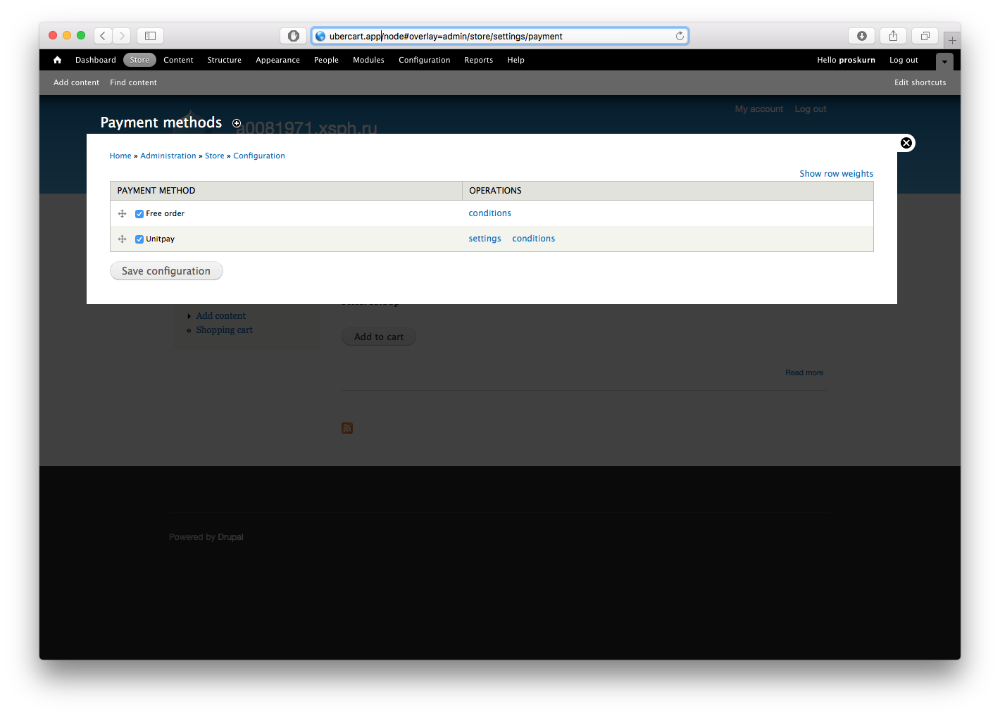 ubercart.app/node#overlay=admin/store/settings/payment
Dashboard Store Content Structure Appearance People Modules Configuration Reports Help Hello proskurn Log out
Add content Find content Edit shortcuts
My account Log out
Payment methods
a0081971.xsph.ru
Home » Administration » Store » Configuration
Show row weights
PAYMENT METHOD OPERATIONS
Free order conditions
Unitpay settings conditions
Save configuration
Add content
Shopping cart
Add to cart
Read more
Powered by Drupal